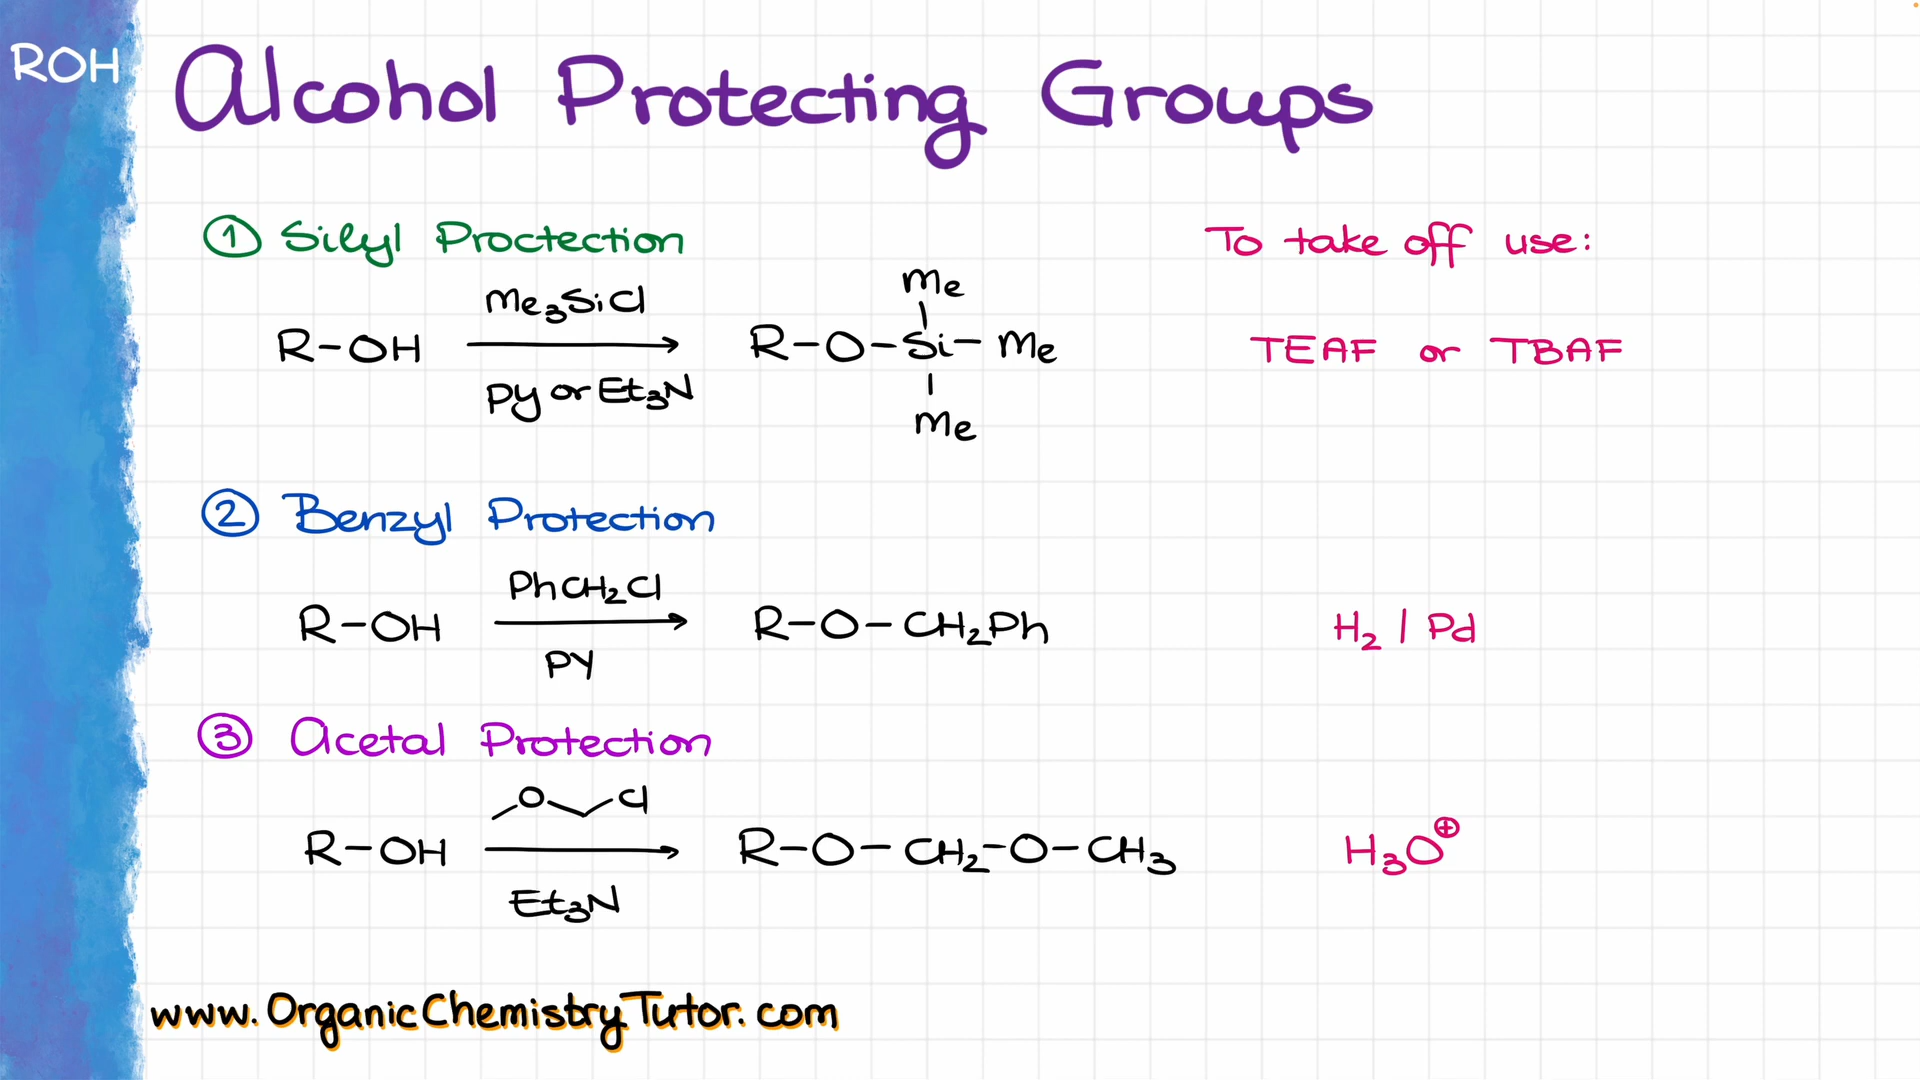 ROH
Alcohol Protecting Groups
① Silyl Proctection
To take off use:
Me₃SiCl
R-OH
Py or Et₃N
Me
R-O-Si-Me
Me
TEAF or TBAF
② Benzyl Protection
PhCH₂Cl
R-OH
PY
R-O-CH₂Ph
H₂ | Pd
③ Acetal Protection
O Cl
R-OH
Et₃N
R-O-CH₂-O-CH₃
H₃O⊕
www.OrganicChemistryTutor.com